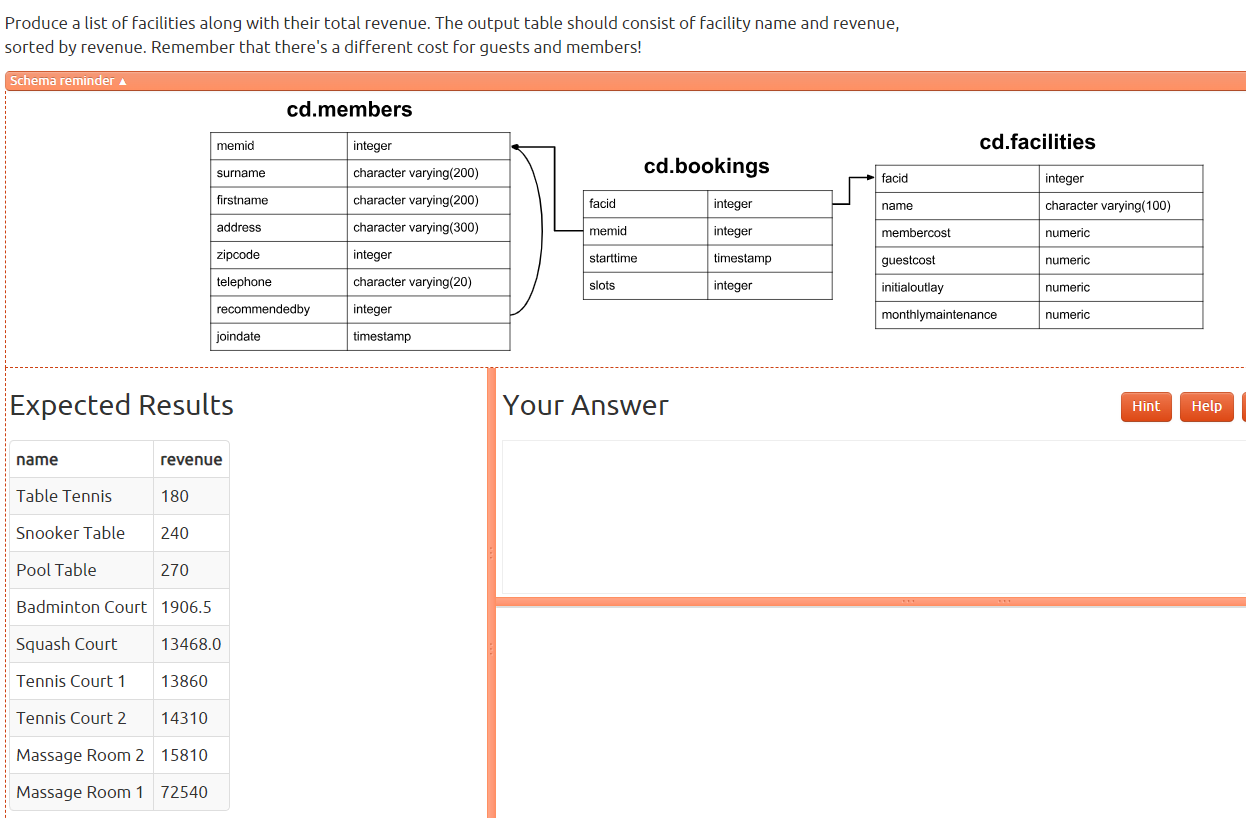 Produce a list of facilities along with their total revenue. The output table should consist of facility name and revenue,
sorted by revenue. Remember that there's a different cost for guests and members!
Schema reminder ▲
cd.members
memid integer
surname character varying(200)
firstname character varying(200)
address character varying(300)
zipcode integer
telephone character varying(20)
recommendedby integer
joindate timestamp
cd.bookings
facid integer
memid integer
starttime timestamp
slots integer
cd.facilities
facid integer
name character varying(100)
membercost numeric
guestcost numeric
initialoutlay numeric
monthlymaintenance numeric
Expected Results
name revenue
Table Tennis 180
Snooker Table 240
Pool Table 270
Badminton Court 1906.5
Squash Court 13468.0
Tennis Court 1 13860
Tennis Court 2 14310
Massage Room 2 15810
Massage Room 1 72540
Your Answer
Hint Help